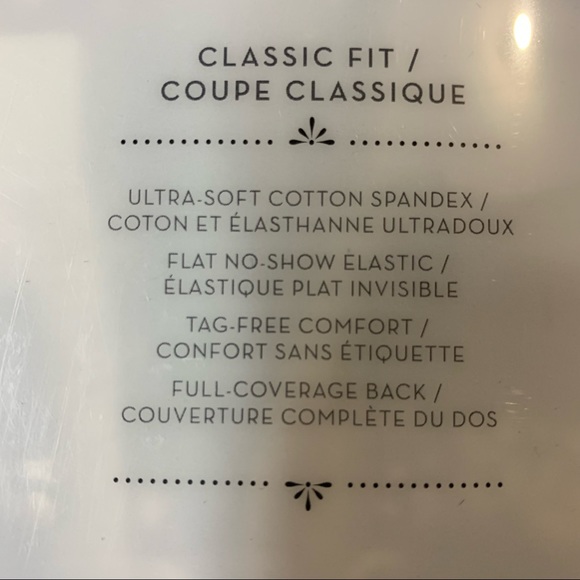 CLASSIC FIT /
COUPE CLASSIQUE
ULTRA-SOFT COTTON SPANDEX /
COTON ET ÉLASTHANNE ULTRADOUX
FLAT NO-SHOW ELASTIC /
ÉLASTIQUE PLAT INVISIBLE
TAG-FREE COMFORT /
CONFORT SANS ÉTIQUETTE
FULL-COVERAGE BACK /
COUVERTURE COMPLÈTE DU DOS